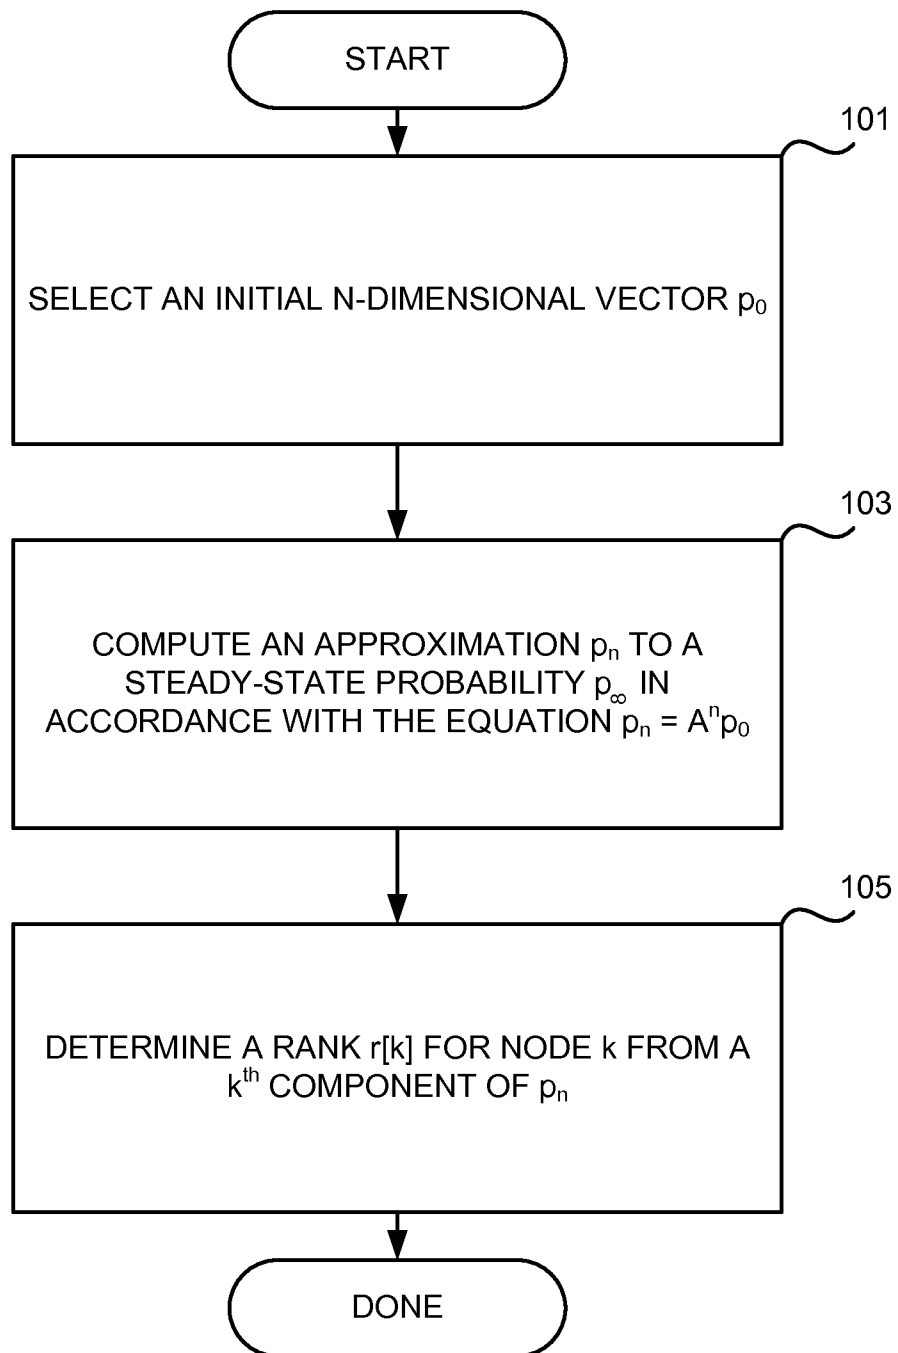 START
101
SELECT AN INITIAL N-DIMENSIONAL VECTOR p₀
103
COMPUTE AN APPROXIMATION pₙ TO A
STEADY-STATE PROBABILITY p∞ IN
ACCORDANCE WITH THE EQUATION pₙ = Aⁿp₀
105
DETERMINE A RANK r[k] FOR NODE k FROM A
kᵗʰ COMPONENT OF pₙ
DONE